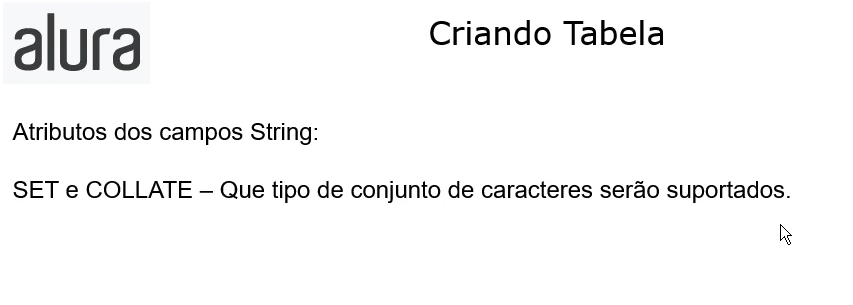 alura
Criando Tabela
Atributos dos campos String:
SET e COLLATE – Que tipo de conjunto de caracteres serão suportados.